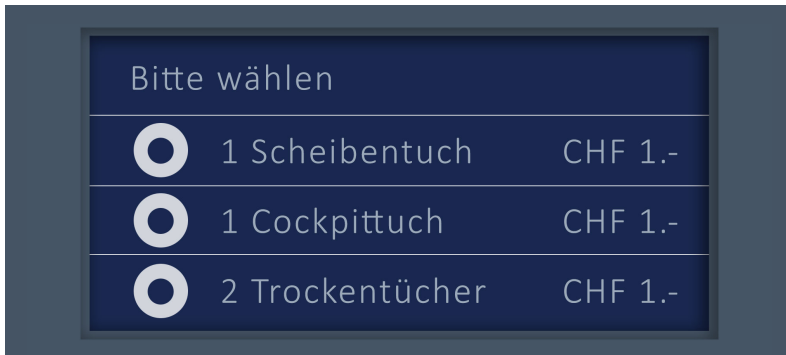 Bitte wählen
1 Scheibentuch CHF 1.-
1 Cockpittuch CHF 1.-
2 Trockentücher CHF 1.-